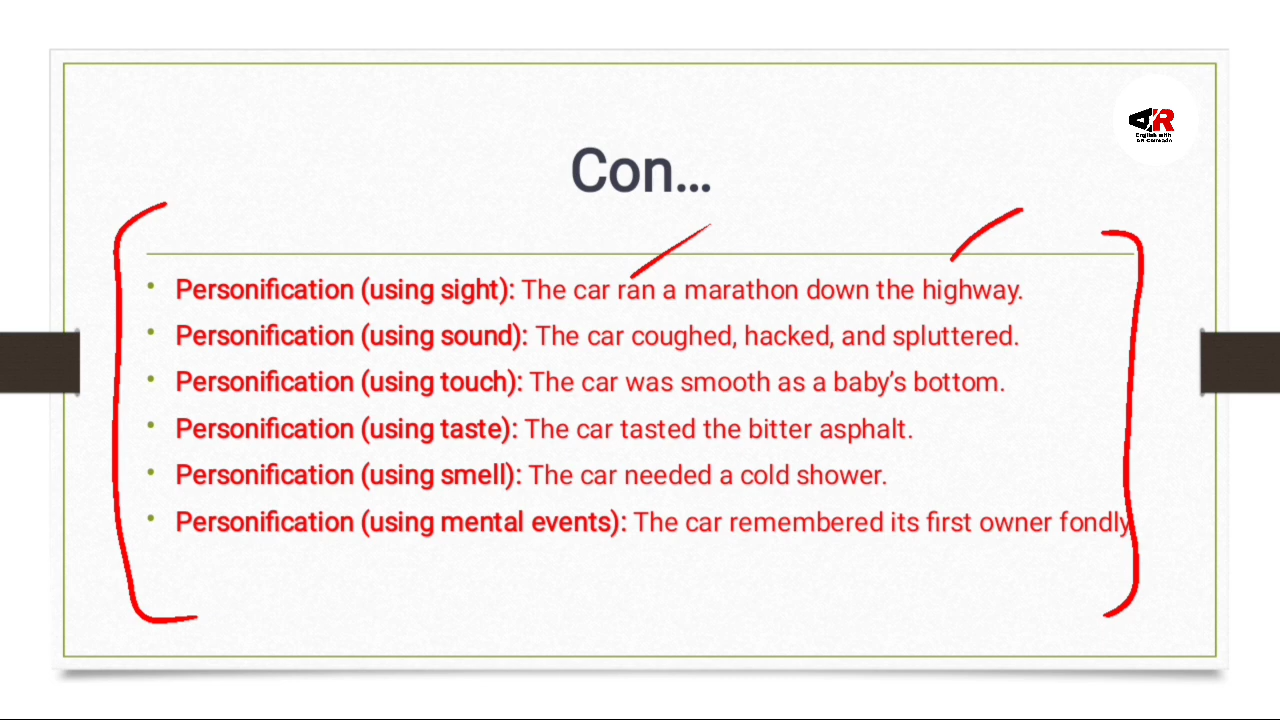 AR
English with
Con...
Personification (using sight): The car ran a marathon down the highway.
Personification (using sound): The car coughed, hacked, and spluttered.
Personification (using touch): The car was smooth as a baby’s bottom.
Personification (using taste): The car tasted the bitter asphalt.
Personification (using smell): The car needed a cold shower.
Personification (using mental events): The car remembered its first owner fondly